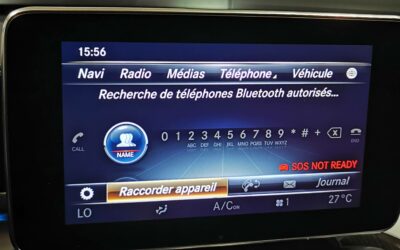 15:56
Navi Radio Médias Téléphone Véhicule
Recherche de téléphones Bluetooth autorisés...
0 1 2 3 4 5 6 7 8 9 * # +
ABC DEF GHI JKL MNO PQRS TUV WXYZ
CALL
NAME
END
SOS NOT READY
Raccorder appareil Journal
LO A/C ON 1 27°C